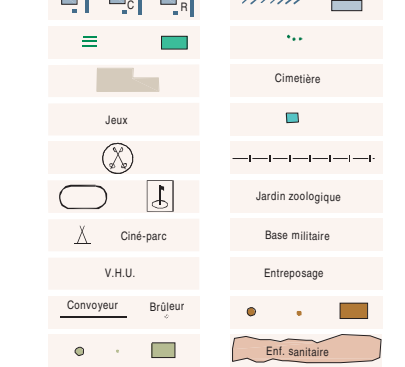 C R
Cimetière
Jeux
Jardin zoologique
Ciné-parc Base militaire
V.H.U. Entreposage
Convoyeur Brûleur
Enf. sanitaire